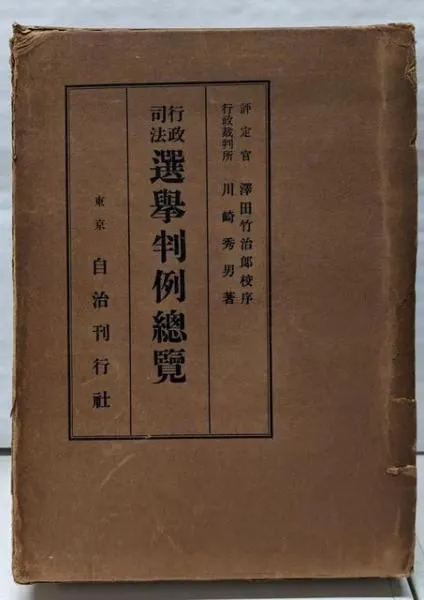 評定官 澤田竹治郎校序
行政裁判所 川崎秀男著
行政
司法
選擧判例總覽
東京 自治刊行社